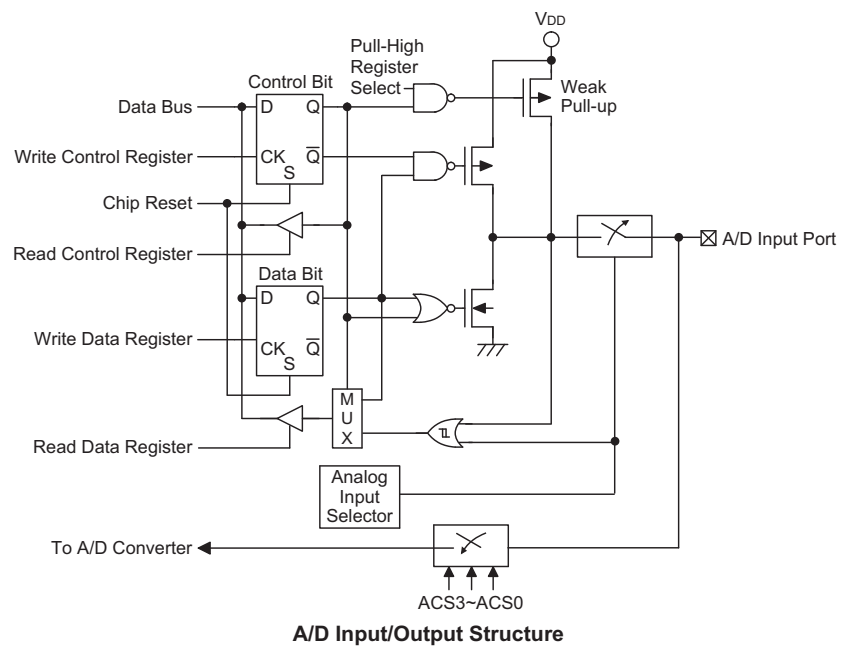 VDD
Pull-High
Register
Select
Weak
Pull-up
Control Bit
Data Bus
D
Q
Write Control Register
CK
Q̅
S
Chip Reset
Read Control Register
A/D Input Port
Data Bit
D
Q
Write Data Register
CK
Q̅
S
M
U
X
Read Data Register
Analog
Input
Selector
To A/D Converter
ACS3~ACS0
A/D Input/Output Structure